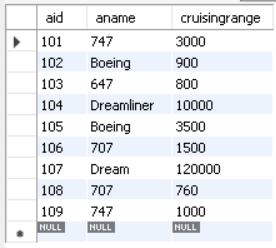 aid aname cruisingrange
101 747 3000
102 Boeing 900
103 647 800
104 Dreamliner 10000
105 Boeing 3500
106 707 1500
107 Dream 120000
108 707 760
109 747 1000
NULL NULL NULL